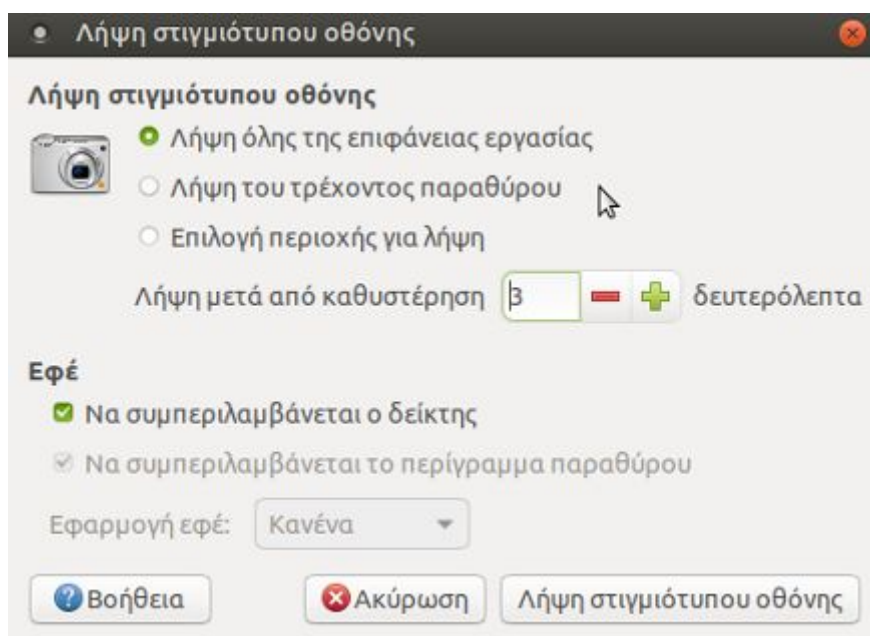 Λήψη στιγμιότυπου οθόνης
Λήψη στιγμιότυπου οθόνης
Λήψη όλης της επιφάνειας εργασίας
Λήψη του τρέχοντος παραθύρου
Επιλογή περιοχής για λήψη
Λήψη μετά από καθυστέρηση 3 δευτερόλεπτα
Εφέ
Να συμπεριλαμβάνεται ο δείκτης
Να συμπεριλαμβάνεται το περίγραμμα παραθύρου
Εφαρμογή εφέ: Κανένα
Βοήθεια Ακύρωση Λήψη στιγμιότυπου οθόνης